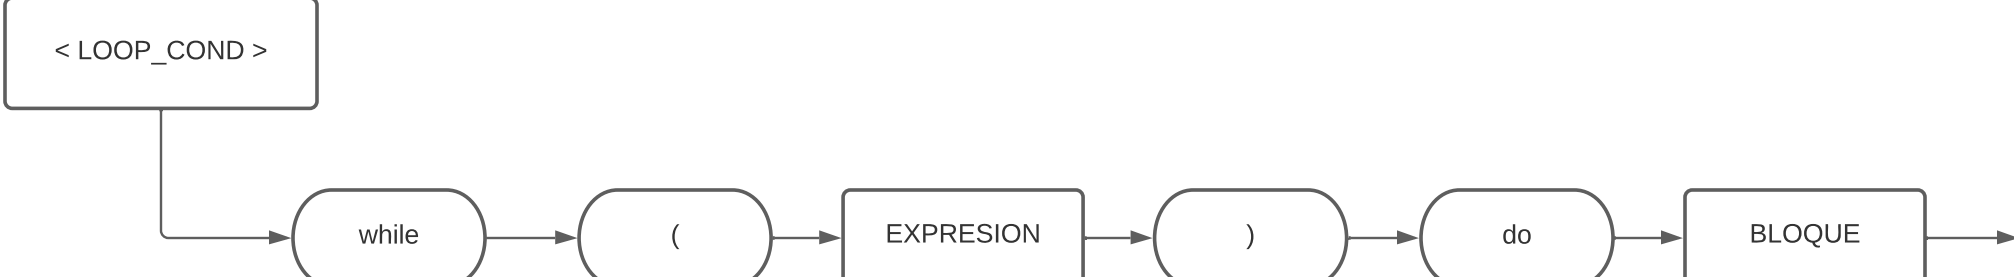 < LOOP_COND >
while ( EXPRESION ) do BLOQUE